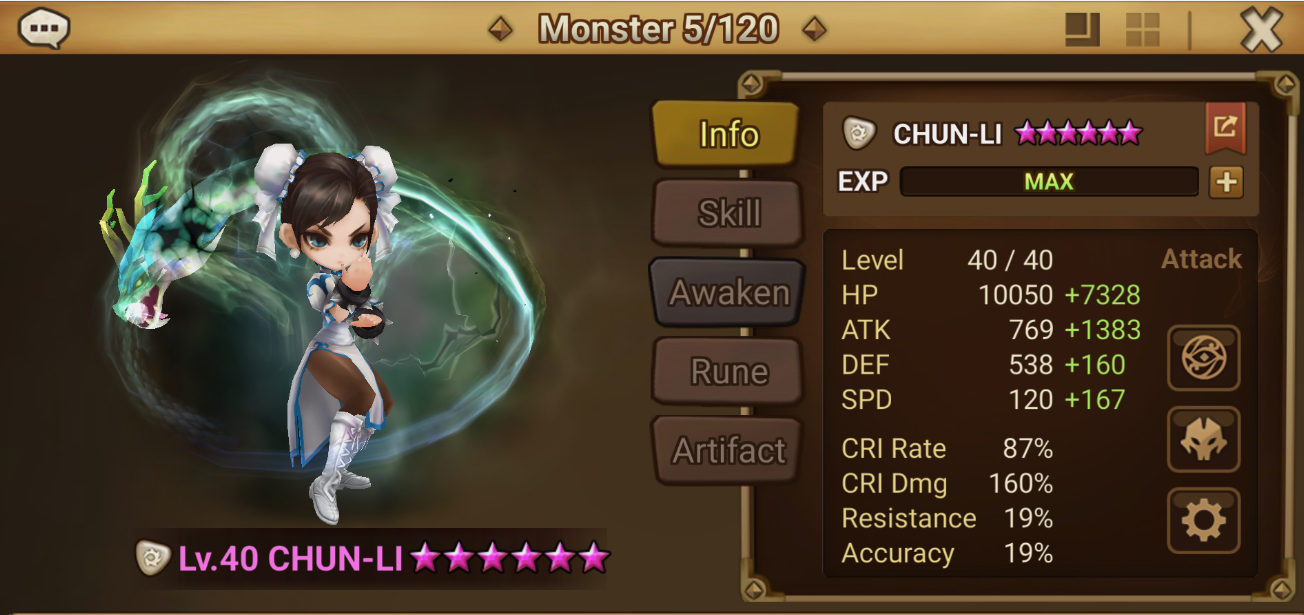 Monster 5/120
Info
Skill
Awaken
Rune
Artifact
CHUN-LI
EXP MAX
Level 40 / 40
Attack
HP 10050 +7328
ATK 769 +1383
DEF 538 +160
SPD 120 +167
CRI Rate 87%
CRI Dmg 160%
Resistance 19%
Accuracy 19%
Lv.40 CHUN-LI